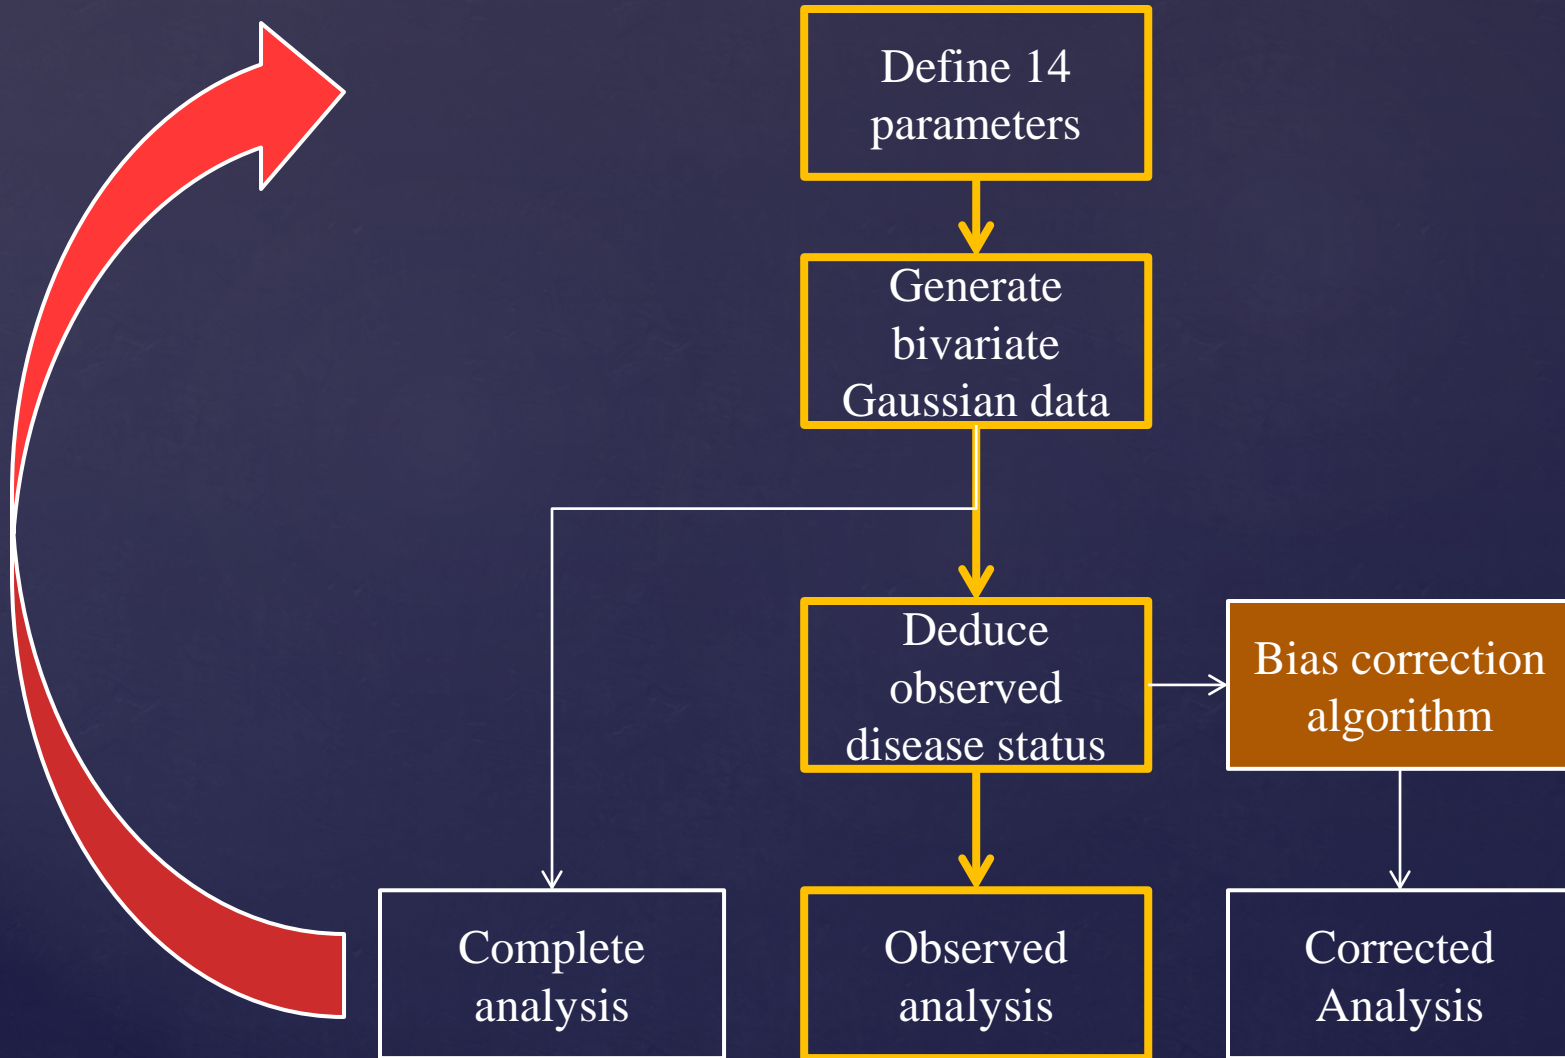 Define 14
parameters
Generate
bivariate
Gaussian data
Deduce
observed
disease status
Bias correction
algorithm
Complete
analysis
Observed
analysis
Corrected
Analysis